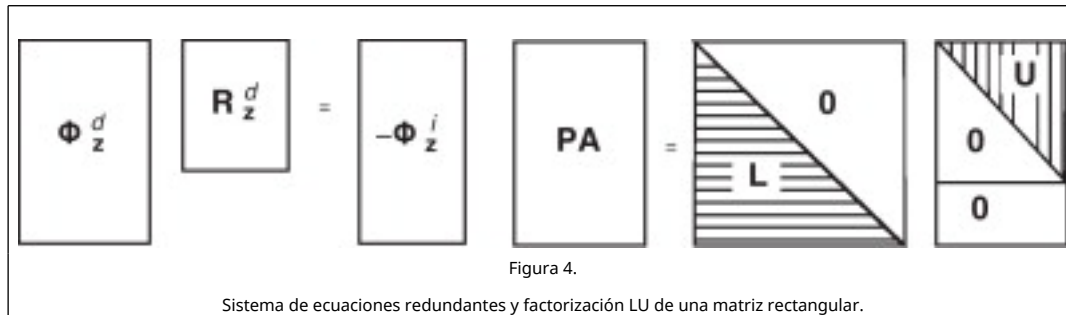 Φ d z R d z = −Φ i z PA = L 0 U 0 0
Figura 4.
Sistema de ecuaciones redundantes y factorización LU de una matriz rectangular.